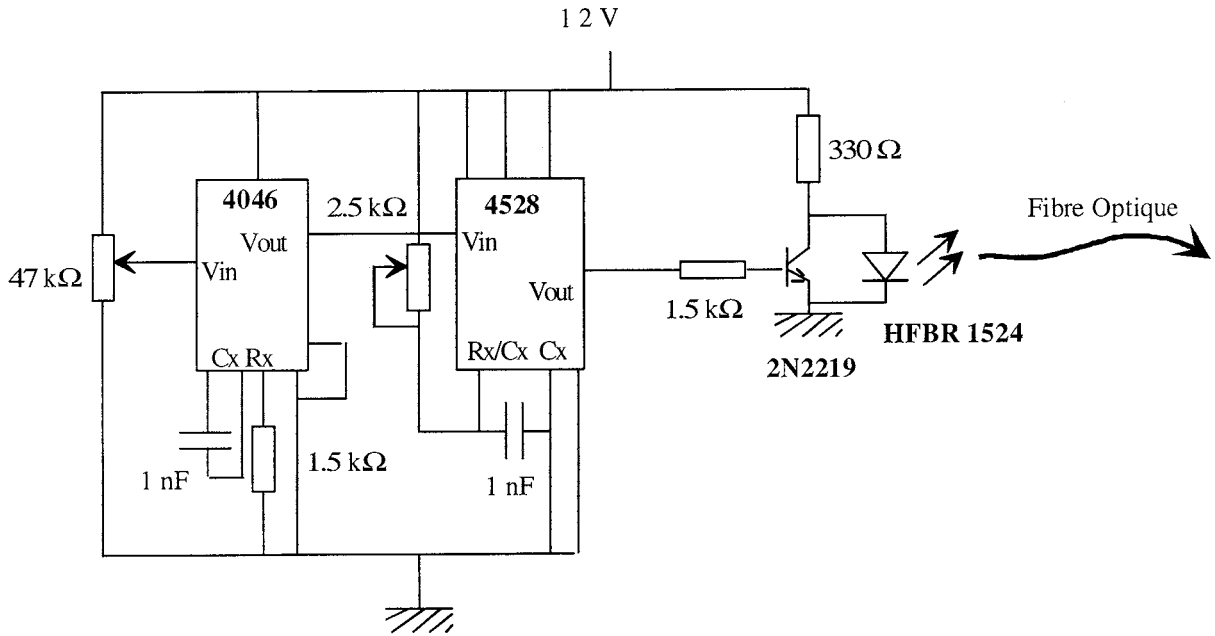 1 2 V
330 Ω
4046
2.5 kΩ
4528
Fibre Optique
Vout
Vin
47 kΩ
Vin
Vout
1.5 kΩ
HFBR 1524
Cx Rx
Rx/Cx Cx
2N2219
1.5 kΩ
1 nF
1 nF